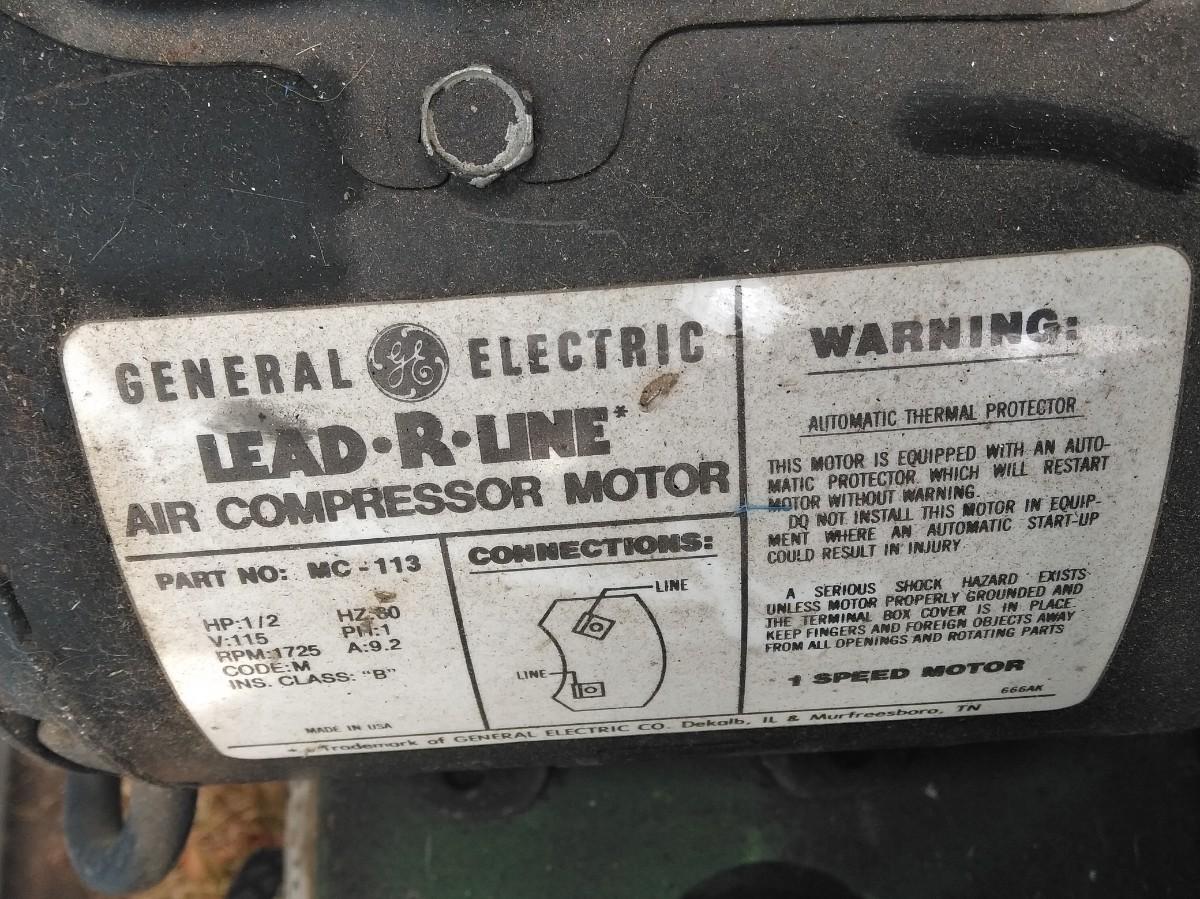 GENERAL GE ELECTRIC
LEAD•R•LINE*
AIR COMPRESSOR MOTOR
PART NO: MC-113
HP:1/2 HZ:60
V:115 PH:1
RPM:1725 A:9.2
CODE:M
INS. CLASS: "B"
MADE IN USA
CONNECTIONS:
LINE
LINE
WARNING:
AUTOMATIC THERMAL PROTECTOR
THIS MOTOR IS EQUIPPED WITH AN AUTO-
MATIC PROTECTOR WHICH WILL RESTART
MOTOR WITHOUT WARNING.
DO NOT INSTALL THIS MOTOR IN EQUIP-
MENT WHERE AN AUTOMATIC START-UP
COULD RESULT IN INJURY
A SERIOUS SHOCK HAZARD EXISTS
UNLESS MOTOR PROPERLY GROUNDED AND
THE TERMINAL BOX COVER IS IN PLACE.
KEEP FINGERS AND FOREIGN OBJECTS AWAY
FROM ALL OPENINGS AND ROTATING PARTS
1 SPEED MOTOR
666AK
* Trademark of GENERAL ELECTRIC CO. Dekalb, IL & Murfreesboro, TN